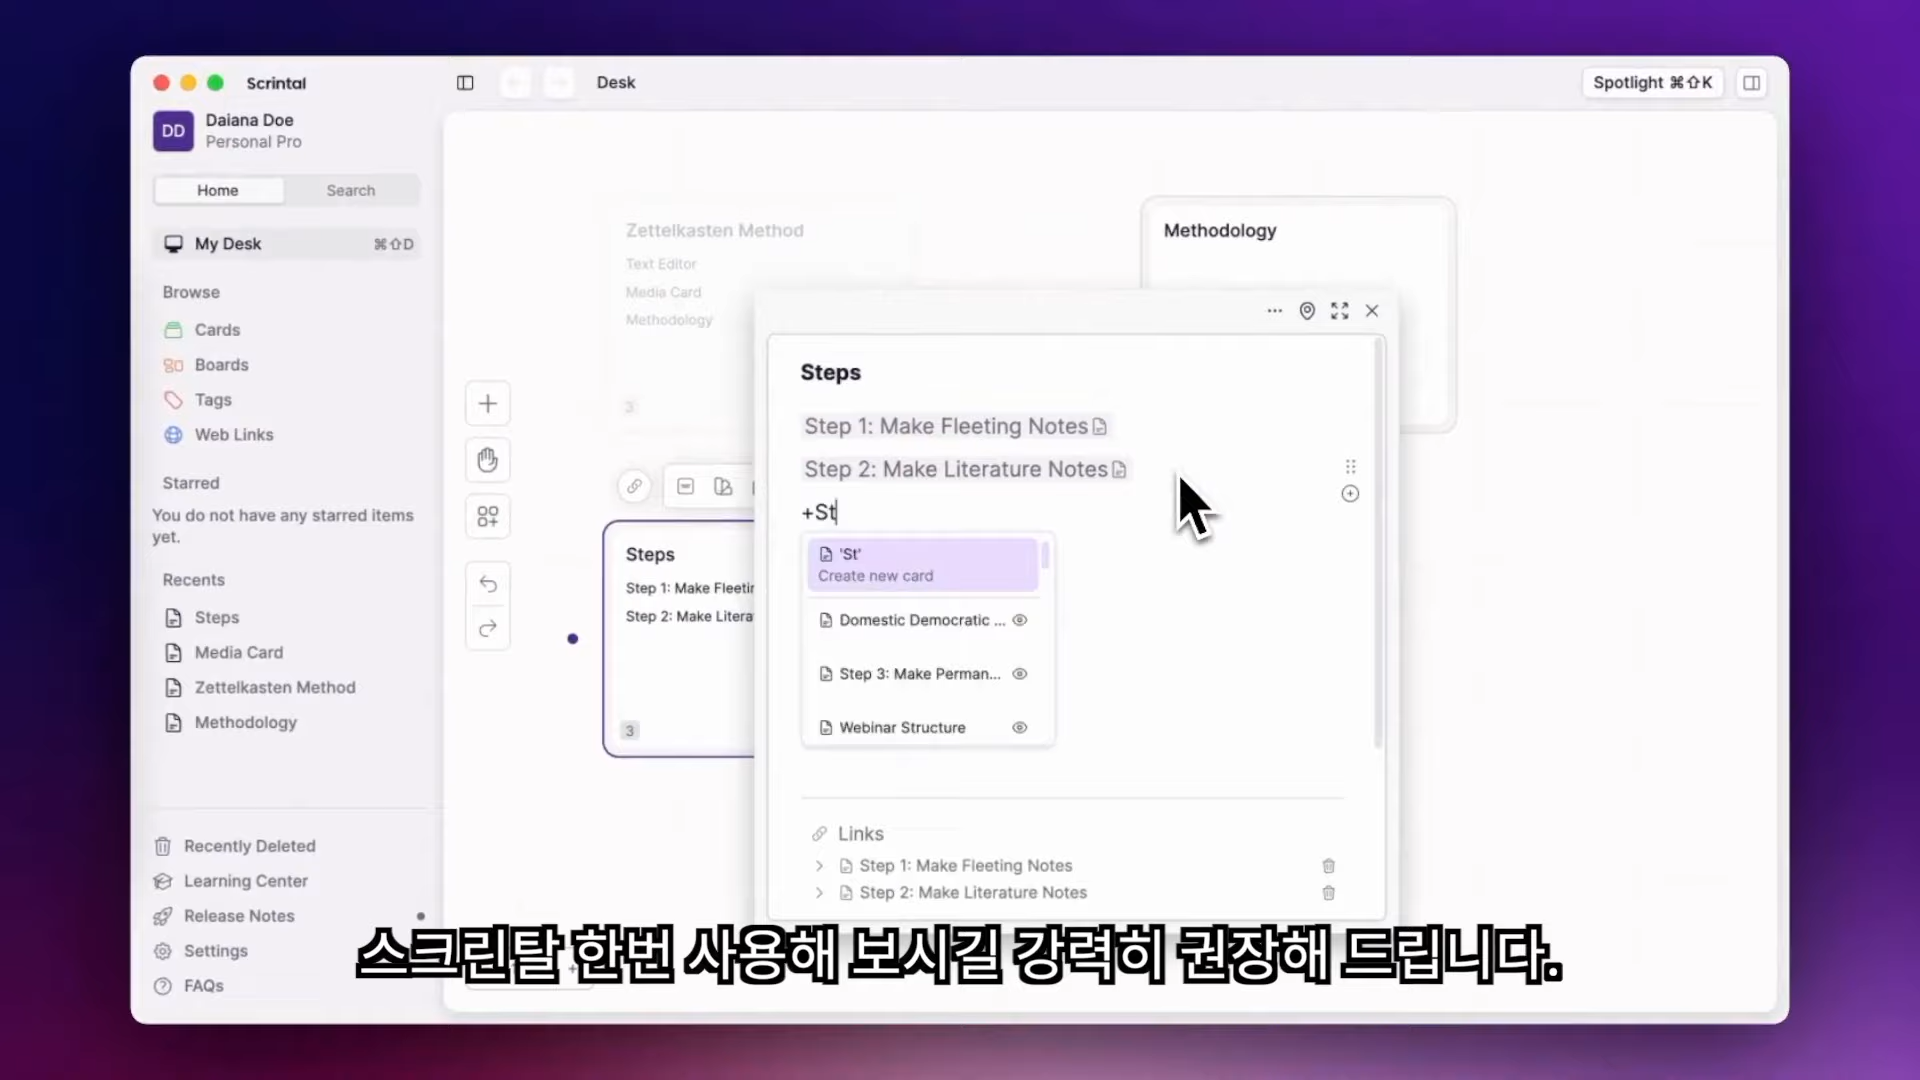 Scrintal
Desk
Spotlight ⌘⇧K
DD
Daiana Doe
Personal Pro
Home
Search
My Desk
⌘⇧D
Browse
Cards
Boards
Tags
Web Links
Starred
You do not have any starred items
yet.
Recents
Steps
Media Card
Zettelkasten Method
Methodology
Recently Deleted
Learning Center
Release Notes
Settings
FAQs
Zettelkasten Method
Text Editor
Media Card
Methodology
3
Methodology
Steps
Step 1: Make Fleetin
Step 2: Make Litera
3
Steps
Step 1: Make Fleeting Notes
Step 2: Make Literature Notes
+St
'St'
Create new card
Domestic Democratic ...
Step 3: Make Perman...
Webinar Structure
Links
Step 1: Make Fleeting Notes
Step 2: Make Literature Notes
스크린탈 한번 사용해 보시길 강력히 권장해 드립니다.